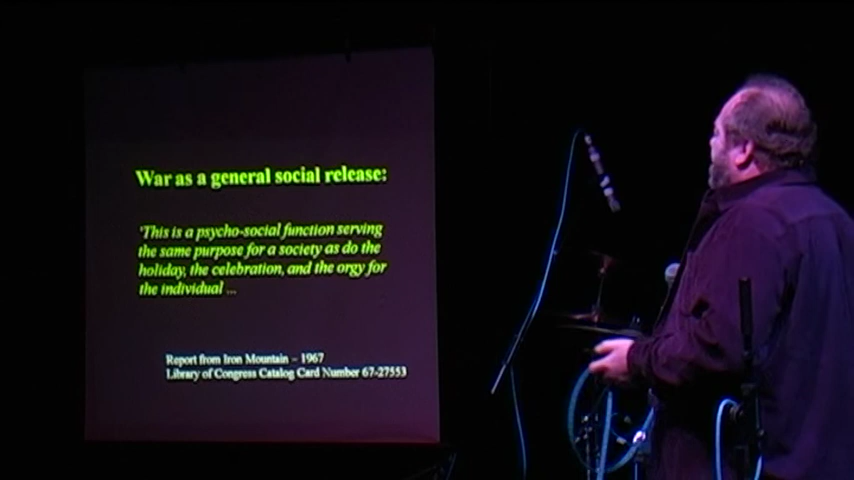 War as a general social release:
'This is a psycho-social function serving
the same purpose for a society as do the
holiday, the celebration, and the orgy for
the individual ...
Report from Iron Mountain – 1967
Library of Congress Catalog Card Number 67-27553